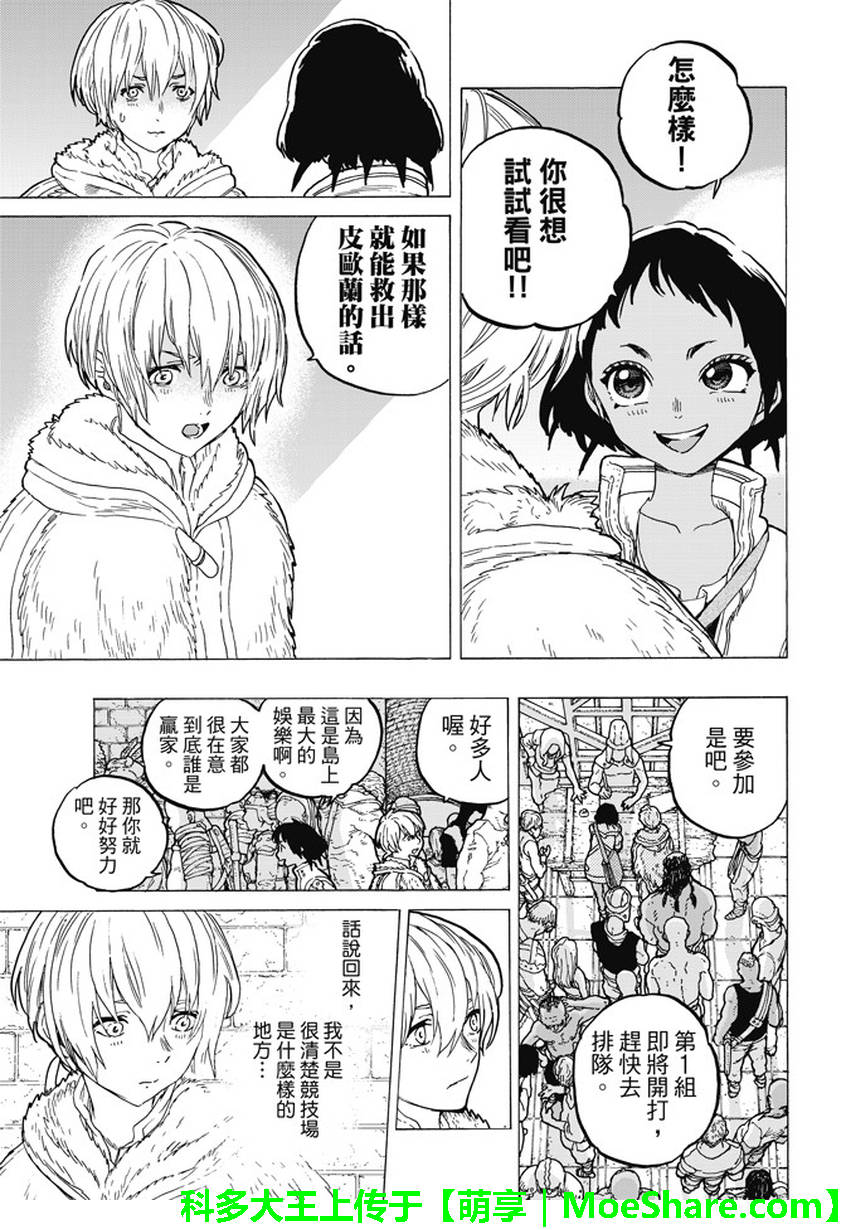 怎麼樣！
你很想
試試看吧!!
如果那樣
就能救出
皮歐蘭的話。
要參加
是吧。
第1組
即將開打，
趕快去
排隊。
好多人
喔。
因為
這是島上
最大的
娛樂啊。
大家都
很在意
到底誰是
贏家。
那你就
好好努力
吧。
話說回來，
我不是
很清楚競技場
是什麼樣的
地方…
科多大王上传于【萌享｜MoeShare.com】